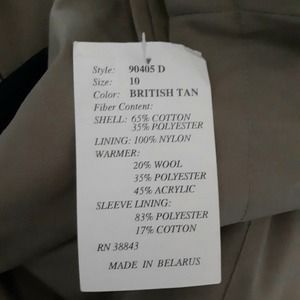 Style: 90405 D
Size: 10
Color: BRITISH TAN
Fiber Content:
SHELL: 65% COTTON
35% POLYESTER
LINING: 100% NYLON
WARMER:
20% WOOL
35% POLYESTER
45% ACRYLIC
SLEEVE LINING:
83% POLYESTER
17% COTTON
RN 38843
MADE IN BELARUS